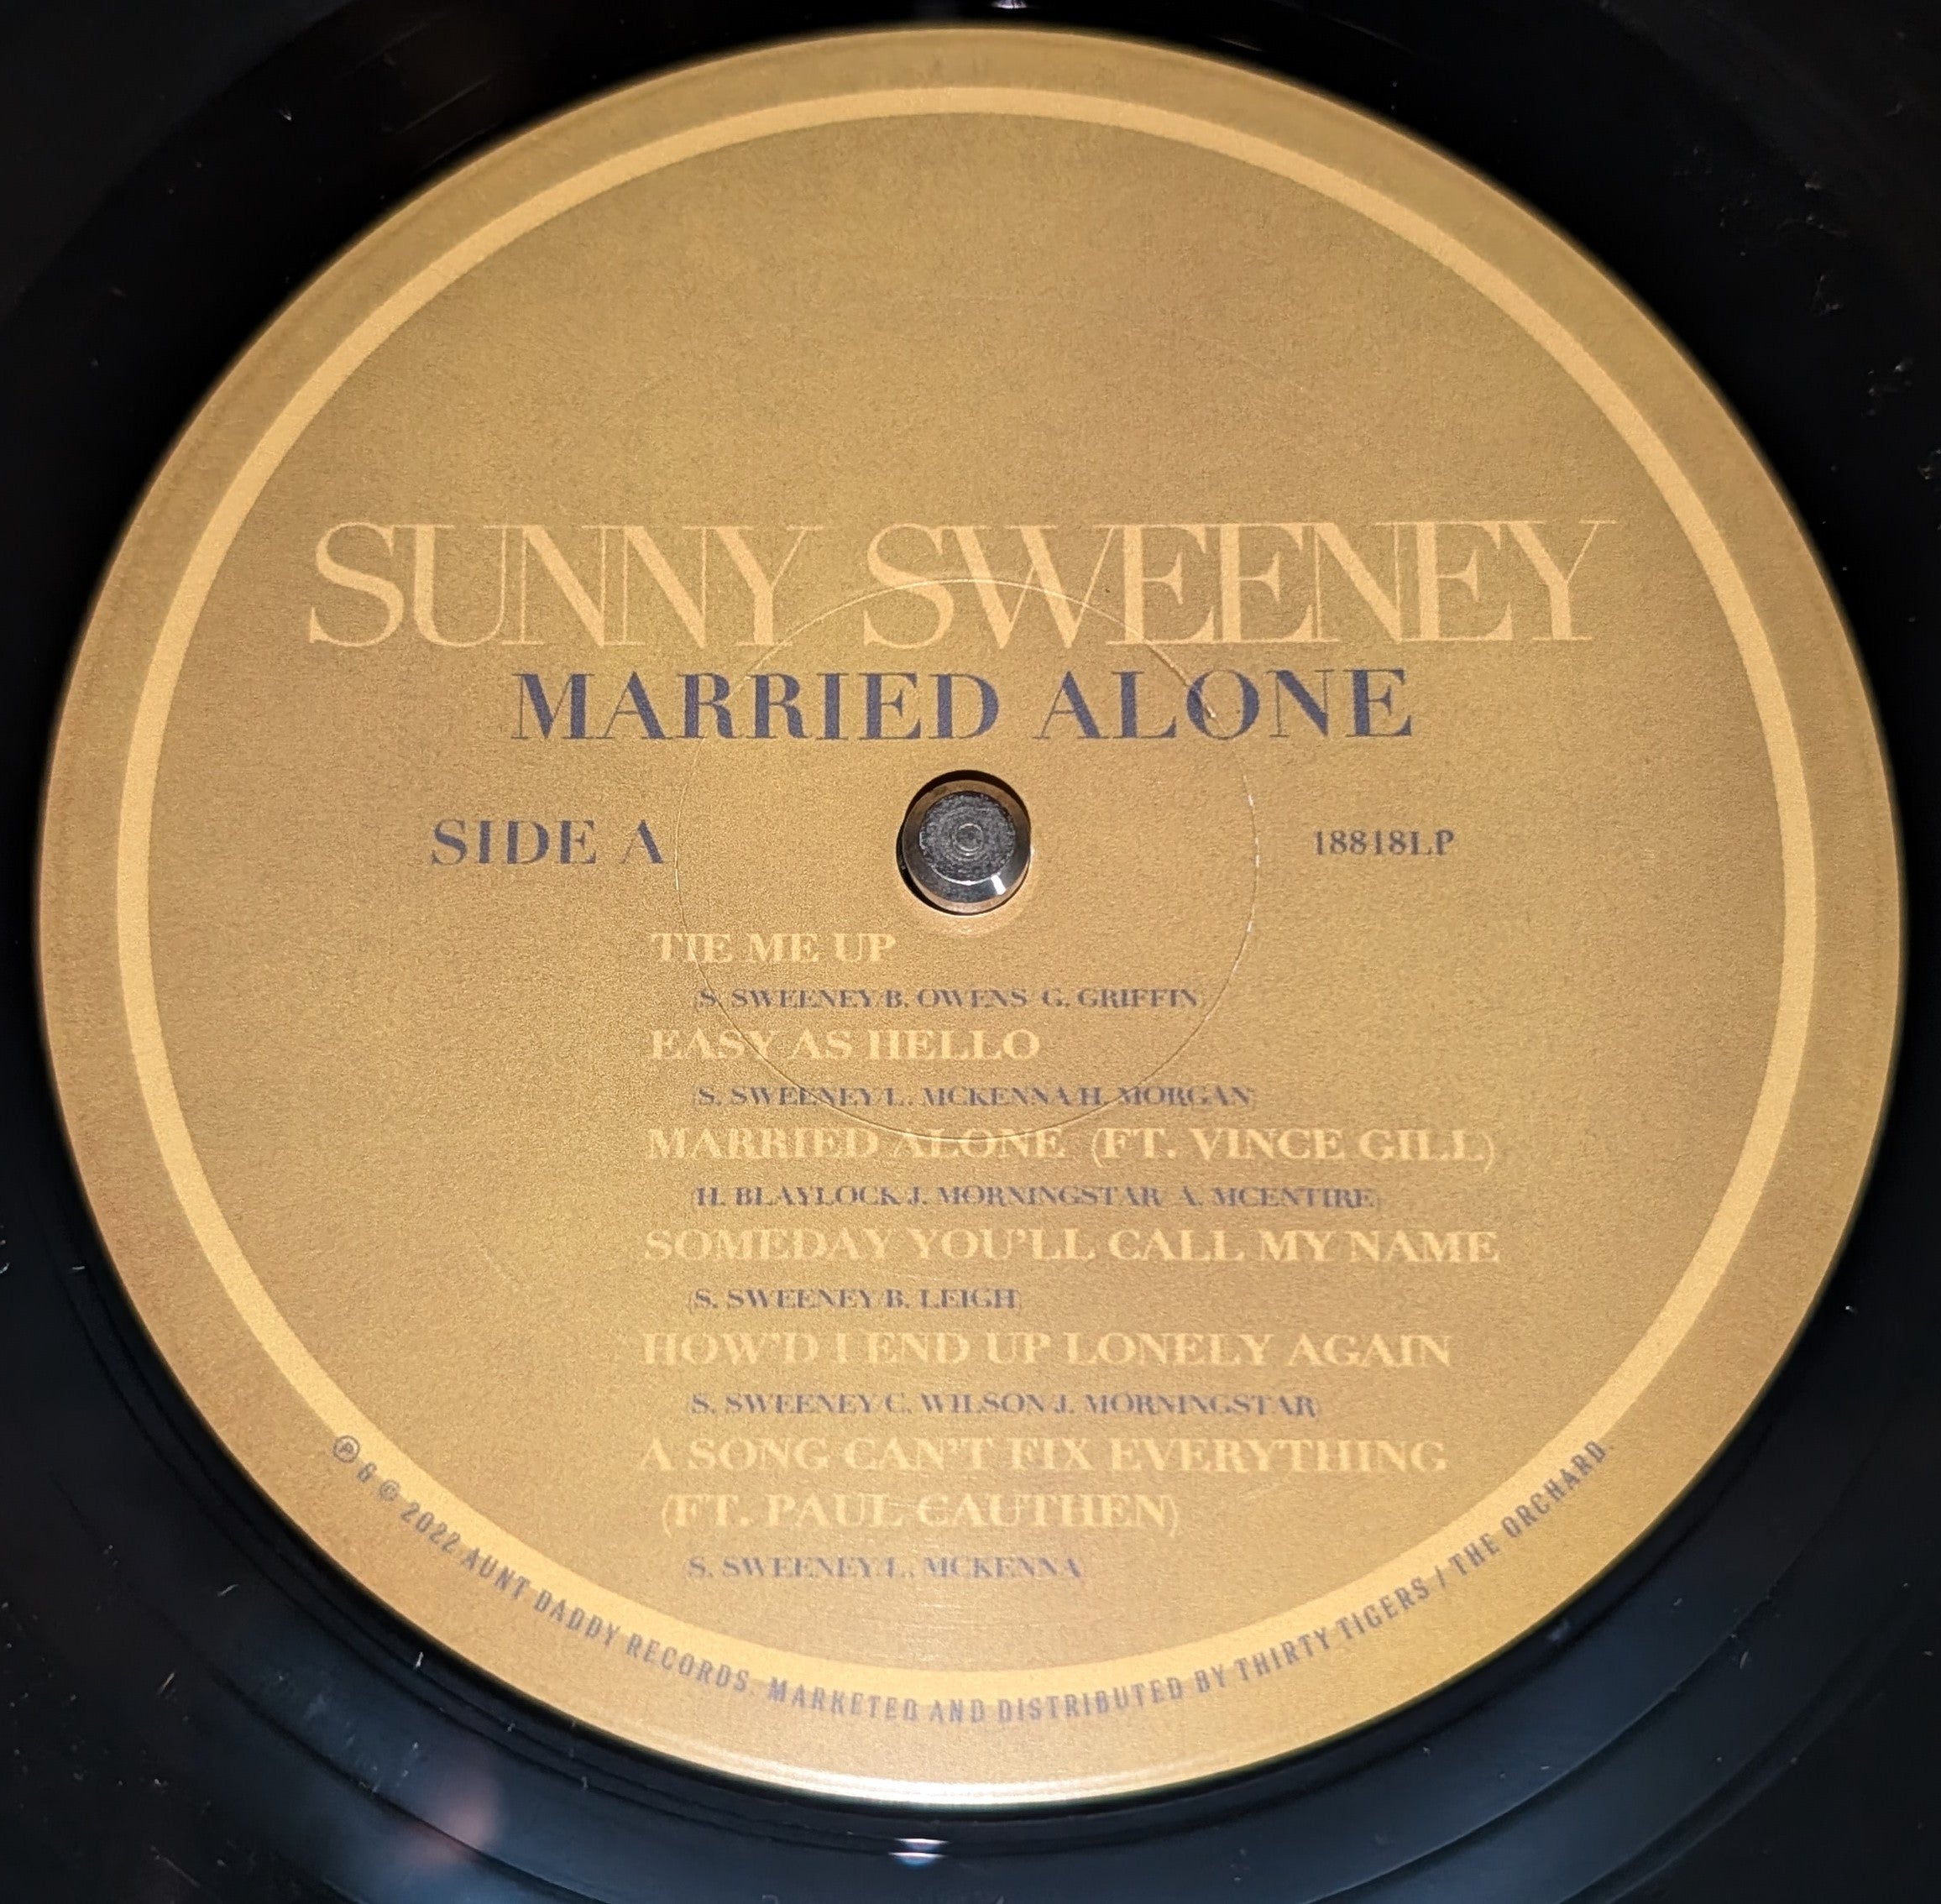 SUNNY SWEENEY
MARRIED ALONE
SIDE A
18818LP
TIE ME UP
(S. SWEENEY/B. OWENS/ G. GRIFFIN)
EASY AS HELLO
(S. SWEENEY/L. MCKENNA/H. MORGAN)
MARRIED ALONE (FT. VINCE GILL)
(H. BLAYLOCK/J. MORNINGSTAR/ A. MCENTIRE)
SOMEDAY YOU'LL CALL MY NAME
(S. SWEENEY/B. LEIGH)
HOW'D I END UP LONELY AGAIN
(S. SWEENEY/C. WILSON/J. MORNINGSTAR)
A SONG CAN'T FIX EVERYTHING
(FT. PAUL CAUTHEN)
S. SWEENEY/L. MCKENNA
℗ & © 2022 AUNT DADDY RECORDS. MARKETED AND DISTRIBUTED BY THIRTY TIGERS / THE ORCHARD.